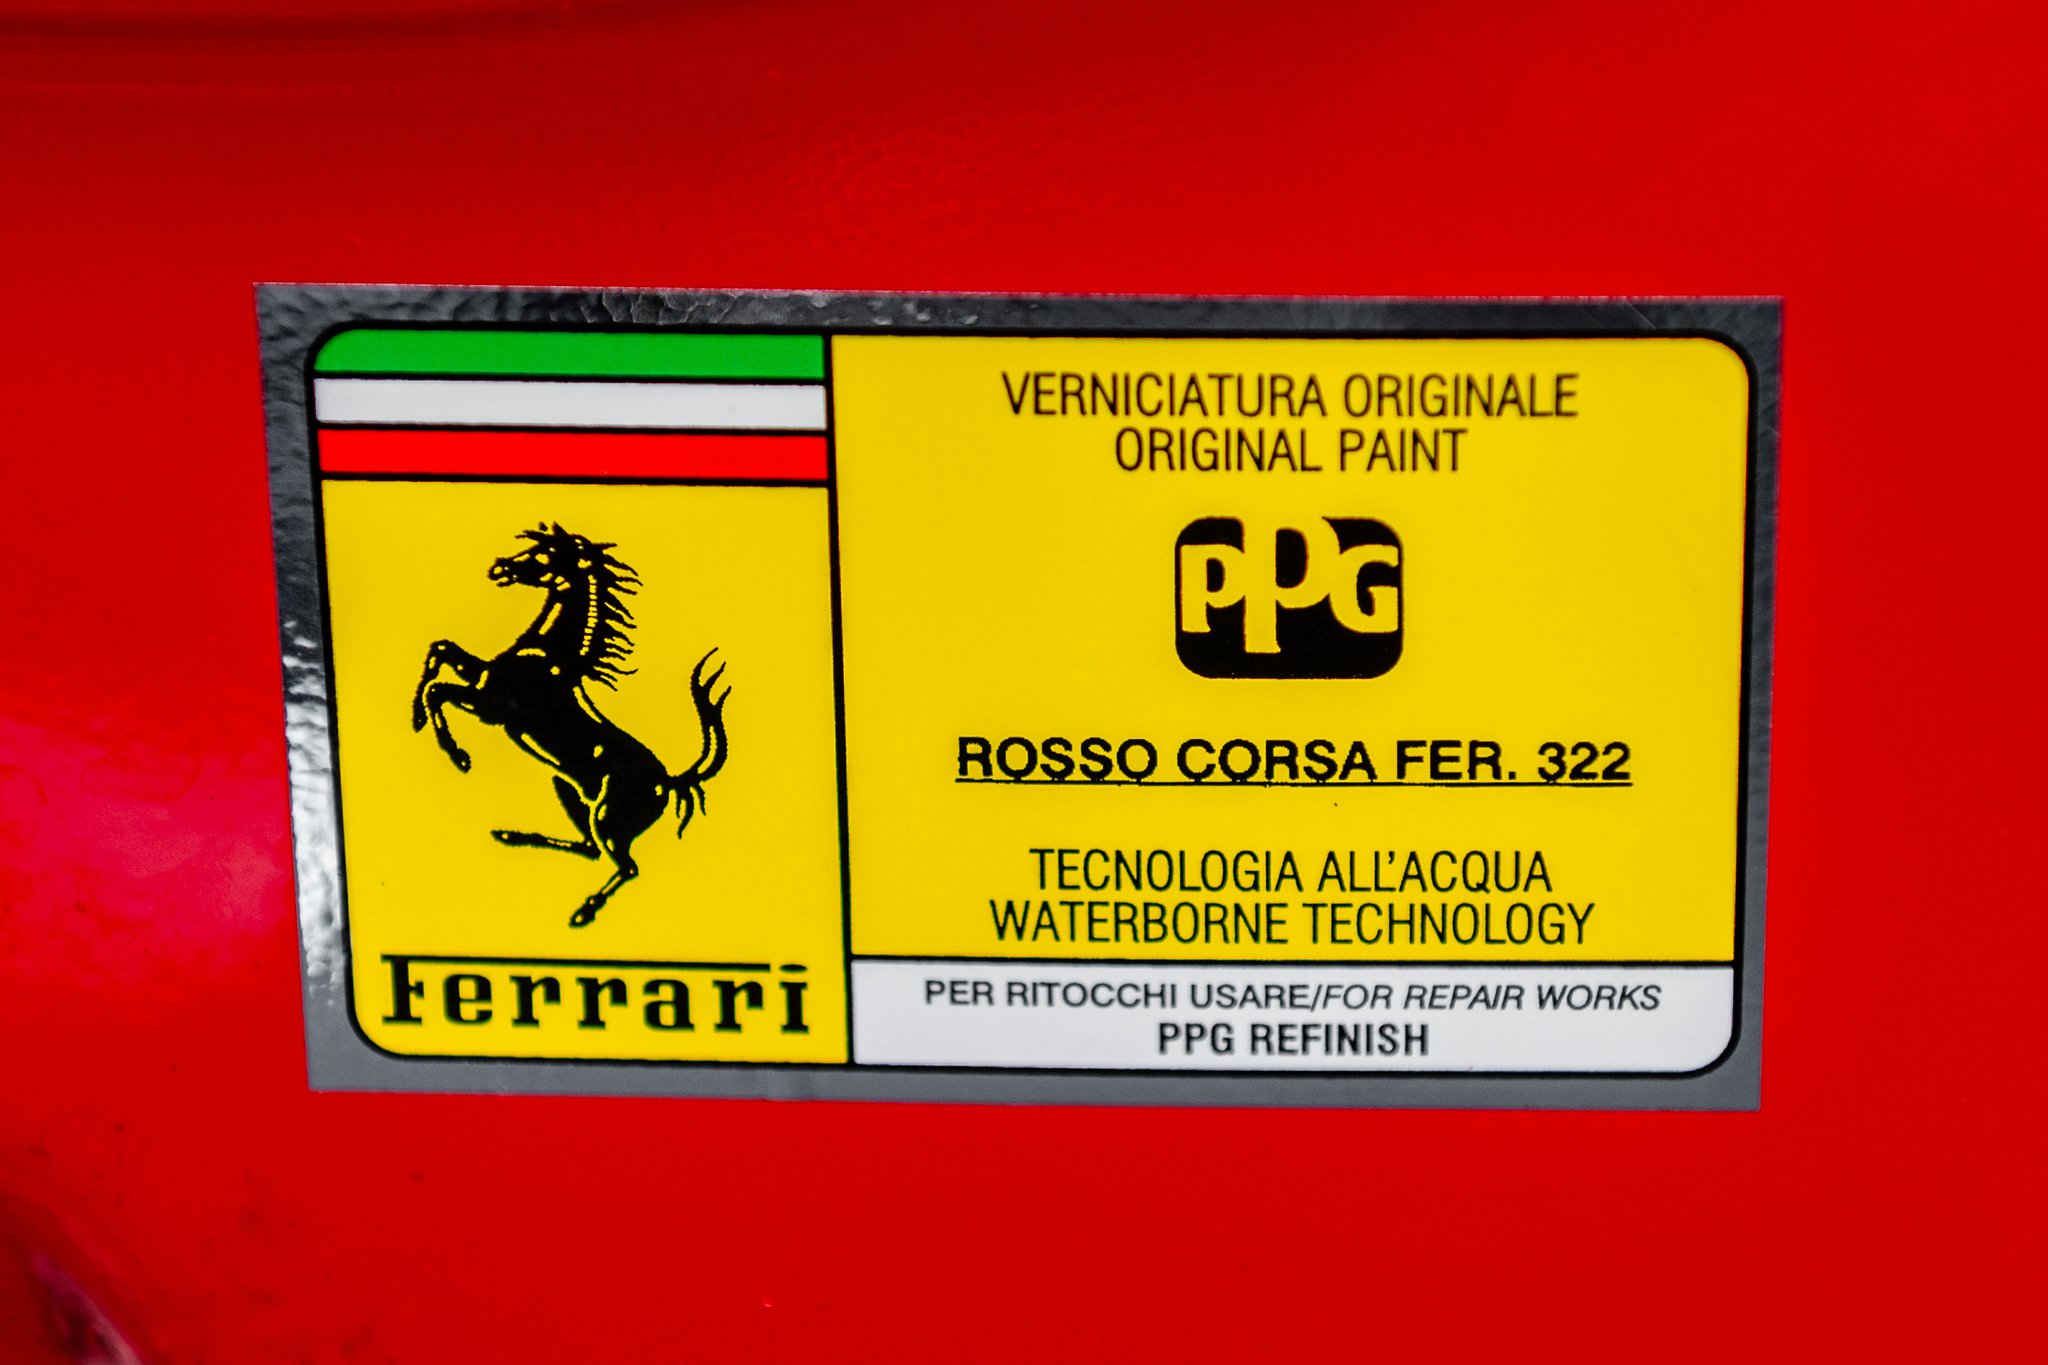 Ferrari
VERNICIATURA ORIGINALE
ORIGINAL PAINT
PPG
ROSSO CORSA FER. 322
TECNOLOGIA ALL'ACQUA
WATERBORNE TECHNOLOGY
PER RITOCCHI USARE/FOR REPAIR WORKS
PPG REFINISH